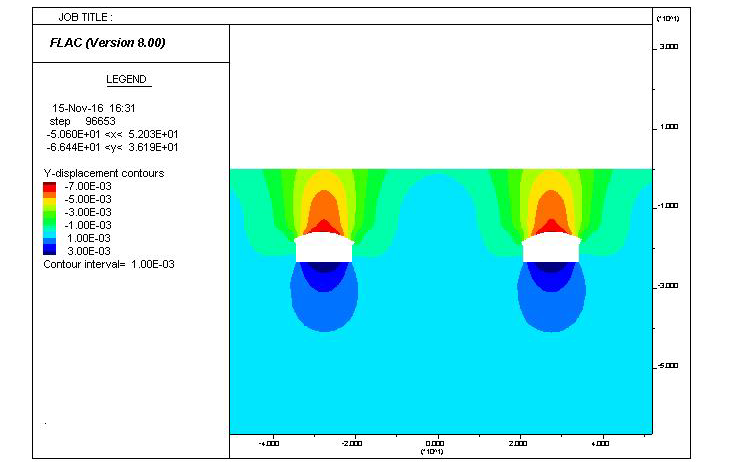 JOB TITLE :
FLAC (Version 8.00)
LEGEND
15-Nov-16 16:31
step 96653
-5.060E+01 <x< 5.203E+01
-6.644E+01 <y< 3.619E+01
Y-displacement contours
-7.00E-03
-5.00E-03
-3.00E-03
-1.00E-03
1.00E-03
3.00E-03
Contour interval= 1.00E-03
(*10^1)
3.000
1.000
-1.000
-3.000
-5.000
-4.000 -2.000 0.000 2.000 4.000
(*10^1)